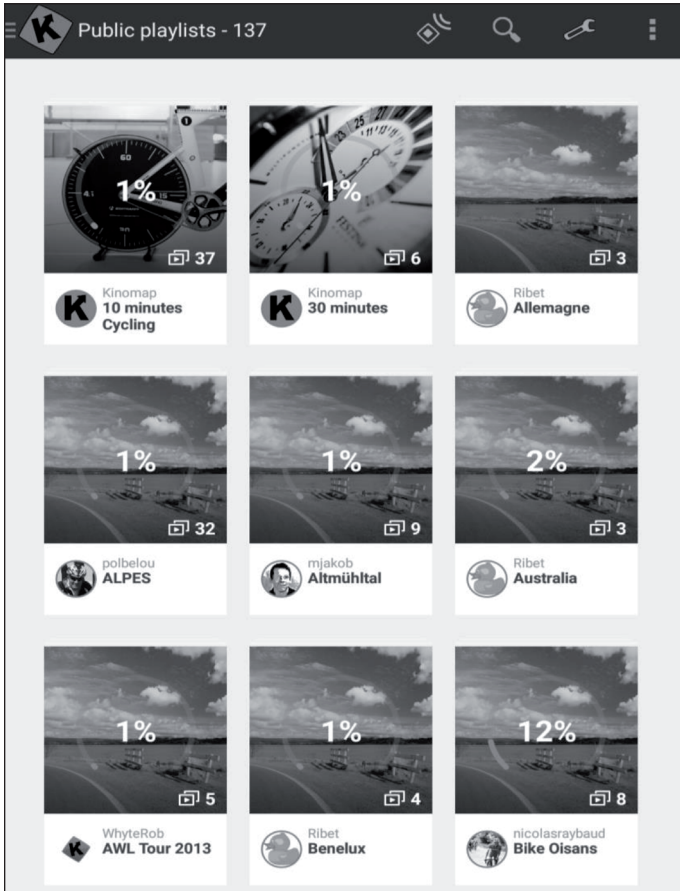 Public playlists - 137
1%
37
Kinomap
10 minutes
Cycling
1%
6
Kinomap
30 minutes
3
Ribet
Allemagne
1%
32
polbelou
ALPES
1%
9
mjakob
Altmühltal
2%
3
Ribet
Australia
1%
5
WhyteRob
AWL Tour 2013
1%
4
Ribet
Benelux
12%
8
nicolasraybaud
Bike Oisans